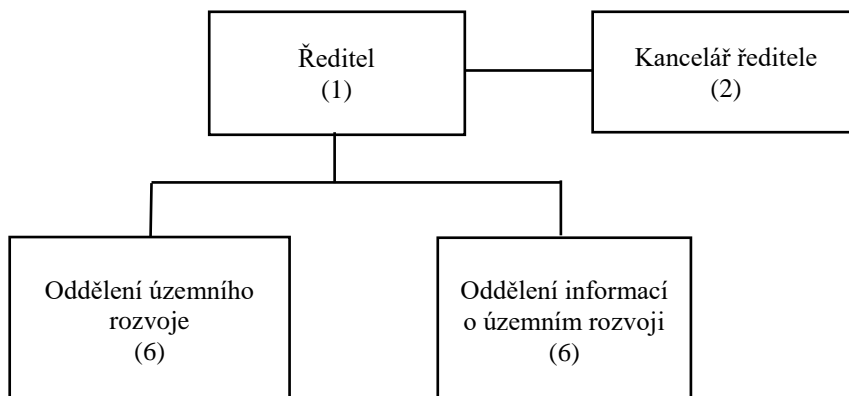 Ředitel
(1)
Kancelář ředitele
(2)
Oddělení územního
rozvoje
(6)
Oddělení informací
o územním rozvoji
(6)